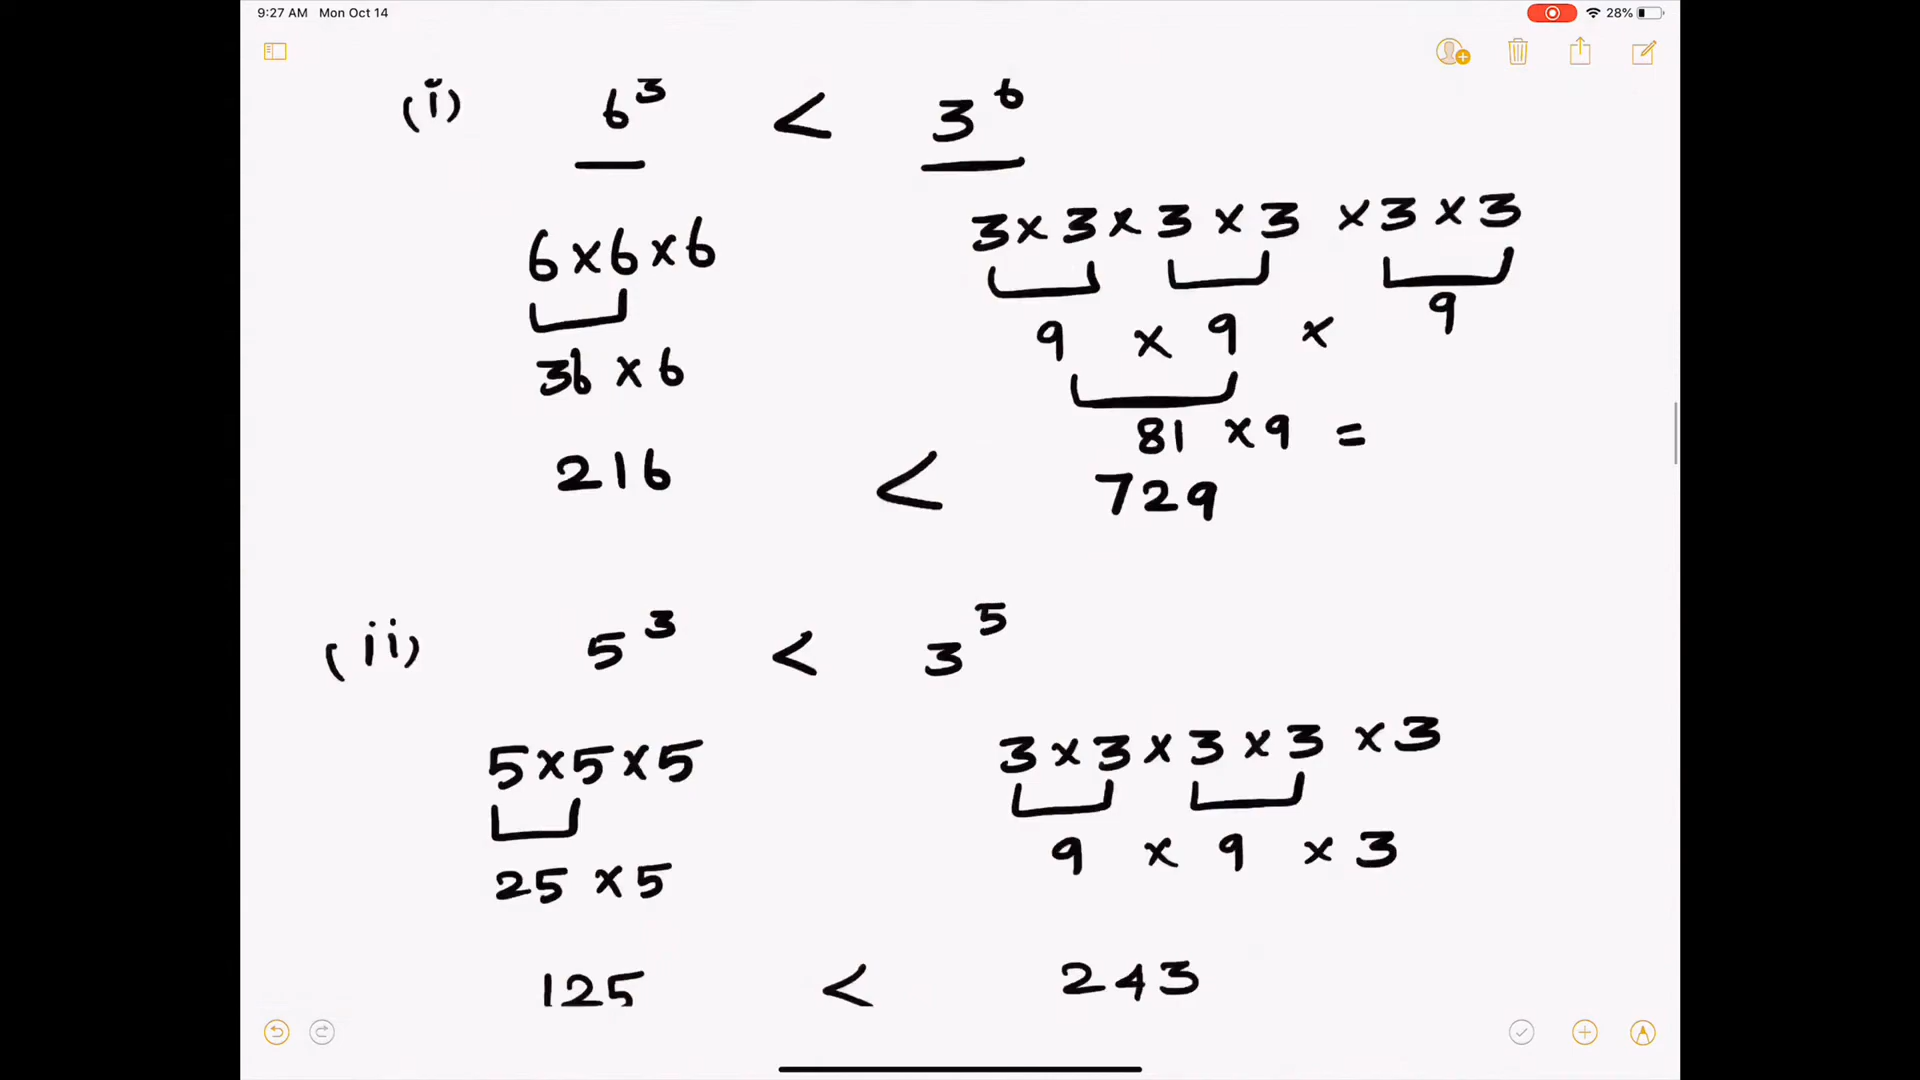 9:27 AM Mon Oct 14 28%
(i) 6³ < 3⁶
6×6×6 3×3×3×3×3×3
36×6 9×9×9
81×9=
216 < 729
(ii) 5³ < 3⁵
5×5×5 3×3×3×3×3
25×5 9×9×3
125 < 243